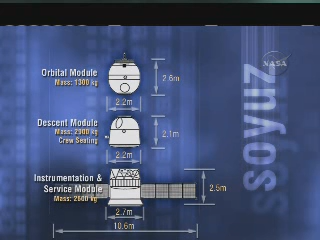 Orbital Module
Mass: 1300 kg
2.6m
2.2m
Descent Module
Mass: 2900 kg
Crew Seating
2.1m
2.2m
Instrumentation &
Service Module
Mass: 2600 kg
2.5m
2.7m
10.6m
soyuz
NASA